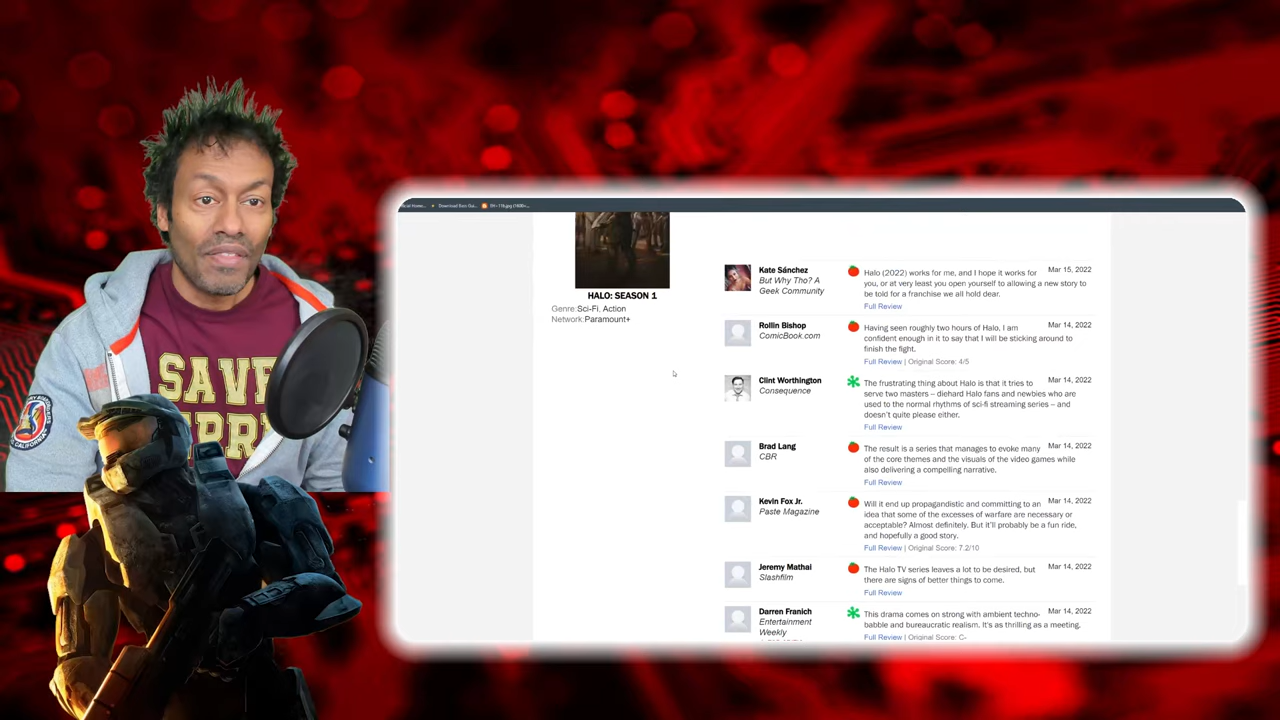 Download Euro Gui...
SAVE
FERRI
CALIFORNIA
HALO: SEASON 1
Genre: Sci-Fi, Action
Network: Paramount+
Kate Sánchez
But Why Tho? A
Geek Community
Halo (2022) works for me, and I hope it works for
Mar 15, 2022
you, or at very least you open yourself to allowing a new story to
be told for a franchise we all hold dear.
Full Review
Rollin Bishop
ComicBook.com
Having seen roughly two hours of Halo, I am
Mar 14, 2022
confident enough in it to say that I will be sticking around to
finish the fight.
Full Review | Original Score: 4/5
Clint Worthington
Consequence
The frustrating thing about Halo is that it tries to
Mar 14, 2022
serve two masters – diehard Halo fans and newbies who are
used to the normal rhythms of sci-fi streaming series – and
doesn't quite please either.
Full Review
Brad Lang
CBR
The result is a series that manages to evoke many
Mar 14, 2022
of the core themes and the visuals of the video games while
also delivering a compelling narrative.
Full Review
Kevin Fox Jr.
Paste Magazine
Will it end up propagandistic and committing to an
Mar 14, 2022
idea that some of the excesses of warfare are necessary or
acceptable? Almost definitely. But it'll probably be a fun ride,
and hopefully a good story.
Full Review | Original Score: 7.2/10
Jeremy Mathai
Slashfilm
The Halo TV series leaves a lot to be desired, but
Mar 14, 2022
there are signs of better things to come.
Full Review
Darren Franich
Entertainment
Weekly
This drama comes on strong with ambient techno-
Mar 14, 2022
babble and bureaucratic realism. It's as thrilling as a meeting.
Full Review | Original Score: C-